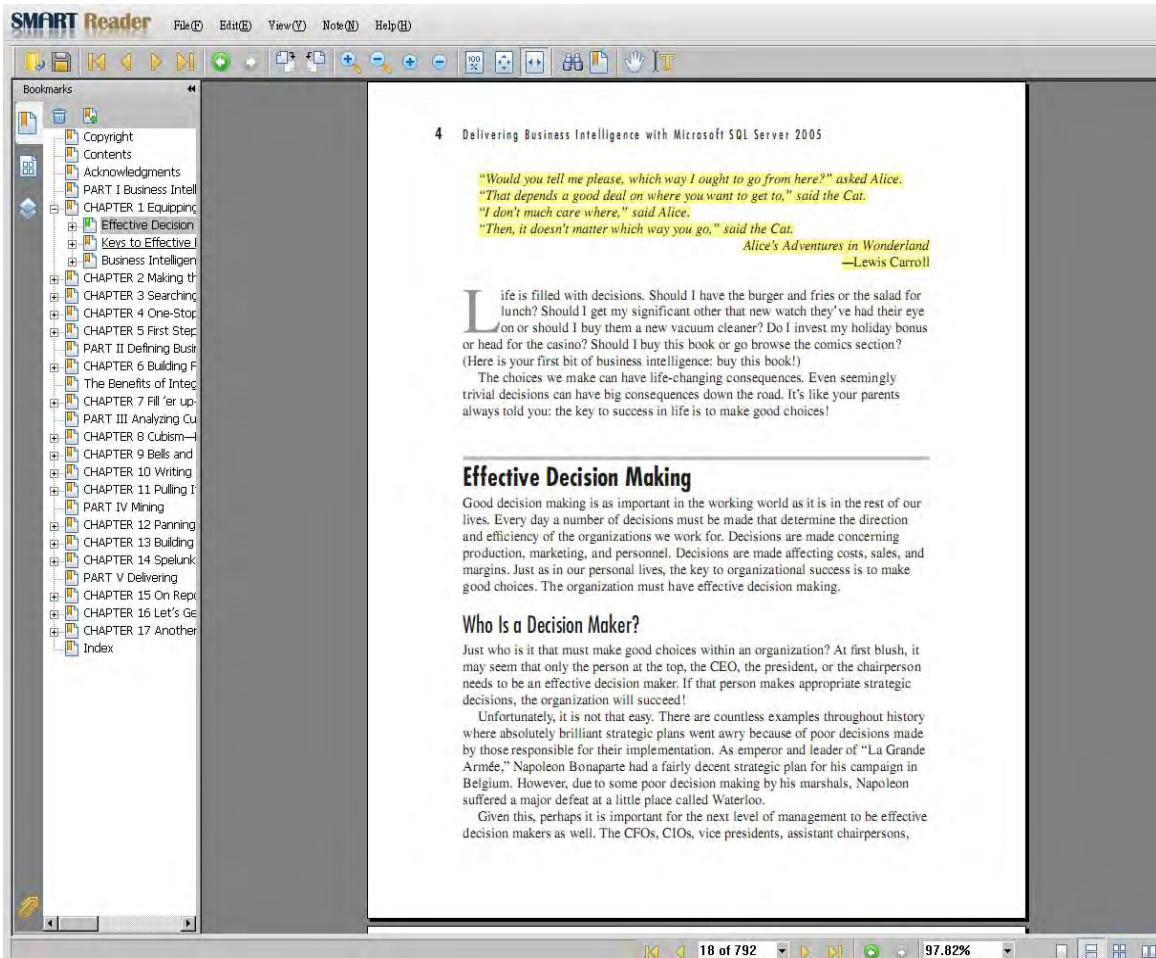 SMART Reader File(F) Edit(E) View(V) Note(N) Help(H)
100 %
Bookmarks
Copyright
Contents
Acknowledgments
PART I Business Intell
CHAPTER 1 Equipping
Effective Decision
Keys to Effective
Business Intelligen
CHAPTER 2 Making th
CHAPTER 3 Searching
CHAPTER 4 One-Stop
CHAPTER 5 First Step
PART II Defining Busin
CHAPTER 6 Building F
The Benefits of Integ
CHAPTER 7 Fill 'er up-
PART III Analyzing Cu
CHAPTER 8 Cubism—
CHAPTER 9 Bells and
CHAPTER 10 Writing
CHAPTER 11 Pulling I
PART IV Mining
CHAPTER 12 Panning
CHAPTER 13 Building
CHAPTER 14 Spelunk
PART V Delivering
CHAPTER 15 On Repo
CHAPTER 16 Let's Ge
CHAPTER 17 Another
Index
4 Delivering Business Intelligence with Microsoft SQL Server 2005
“Would you tell me please, which way I ought to go from here?” asked Alice.
“That depends a good deal on where you want to get to,” said the Cat.
“I don't much care where,” said Alice.
“Then, it doesn't matter which way you go,” said the Cat.
Alice's Adventures in Wonderland
—Lewis Carroll
Life is filled with decisions. Should I have the burger and fries or the salad for
lunch? Should I get my significant other that new watch they've had their eye
on or should I buy them a new vacuum cleaner? Do I invest my holiday bonus
or head for the casino? Should I buy this book or go browse the comics section?
(Here is your first bit of business intelligence: buy this book!)
The choices we make can have life-changing consequences. Even seemingly
trivial decisions can have big consequences down the road. It's like your parents
always told you: the key to success in life is to make good choices!
Effective Decision Making
Good decision making is as important in the working world as it is in the rest of our
lives. Every day a number of decisions must be made that determine the direction
and efficiency of the organizations we work for. Decisions are made concerning
production, marketing, and personnel. Decisions are made affecting costs, sales, and
margins. Just as in our personal lives, the key to organizational success is to make
good choices. The organization must have effective decision making.
Who Is a Decision Maker?
Just who is it that must make good choices within an organization? At first blush, it
may seem that only the person at the top, the CEO, the president, or the chairperson
needs to be an effective decision maker. If that person makes appropriate strategic
decisions, the organization will succeed!
Unfortunately, it is not that easy. There are countless examples throughout history
where absolutely brilliant strategic plans went awry because of poor decisions made
by those responsible for their implementation. As emperor and leader of “La Grande
Armée,” Napoleon Bonaparte had a fairly decent strategic plan for his campaign in
Belgium. However, due to some poor decision making by his marshals, Napoleon
suffered a major defeat at a little place called Waterloo.
Given this, perhaps it is important for the next level of management to be effective
decision makers as well. The CFOs, CIOs, vice presidents, assistant chairpersons,
18 of 792 97.82%